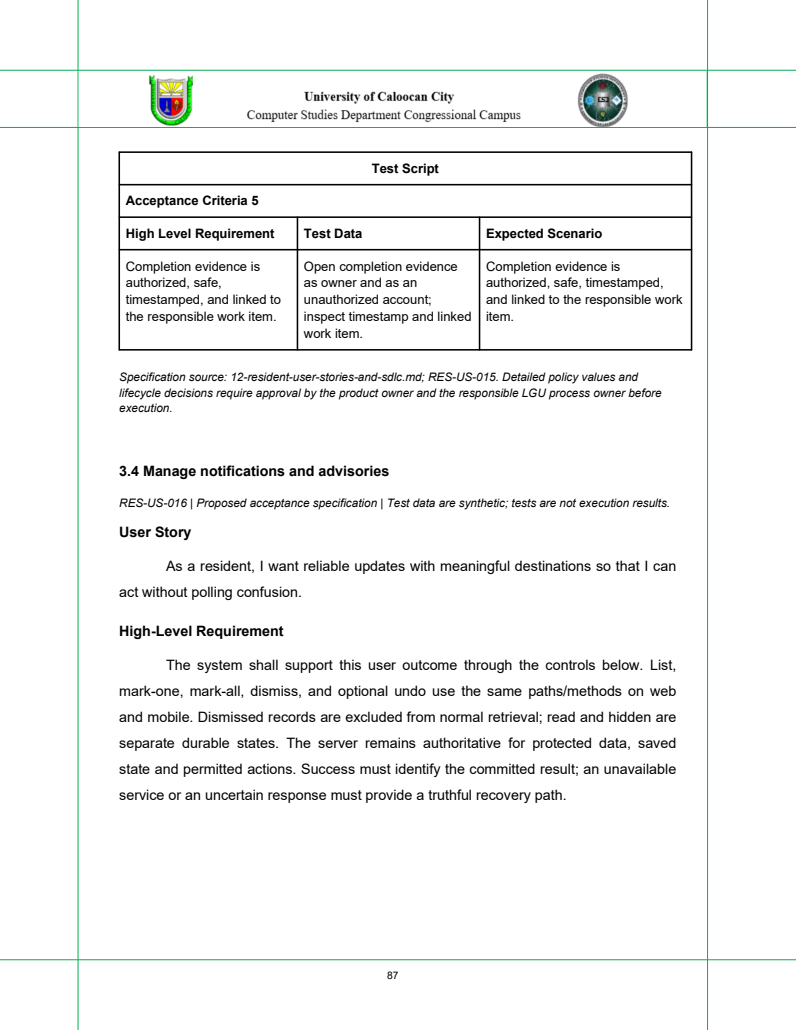 University of Caloocan City
Computer Studies Department Congressional Campus
Test Script
Acceptance Criteria 5
High Level Requirement
Test Data
Expected Scenario
Completion evidence is
authorized, safe,
timestamped, and linked to
the responsible work item.
Open completion evidence
as owner and as an
unauthorized account;
inspect timestamp and linked
work item.
Completion evidence is
authorized, safe, timestamped,
and linked to the responsible work
item.
Specification source: 12-resident-user-stories-and-sdlc.md; RES-US-015. Detailed policy values and
lifecycle decisions require approval by the product owner and the responsible LGU process owner before
execution.
3.4 Manage notifications and advisories
RES-US-016 | Proposed acceptance specification | Test data are synthetic; tests are not execution results.
User Story
As a resident, I want reliable updates with meaningful destinations so that I can
act without polling confusion.
High-Level Requirement
The system shall support this user outcome through the controls below. List,
mark-one, mark-all, dismiss, and optional undo use the same paths/methods on web
and mobile. Dismissed records are excluded from normal retrieval; read and hidden are
separate durable states. The server remains authoritative for protected data, saved
state and permitted actions. Success must identify the committed result; an unavailable
service or an uncertain response must provide a truthful recovery path.
87